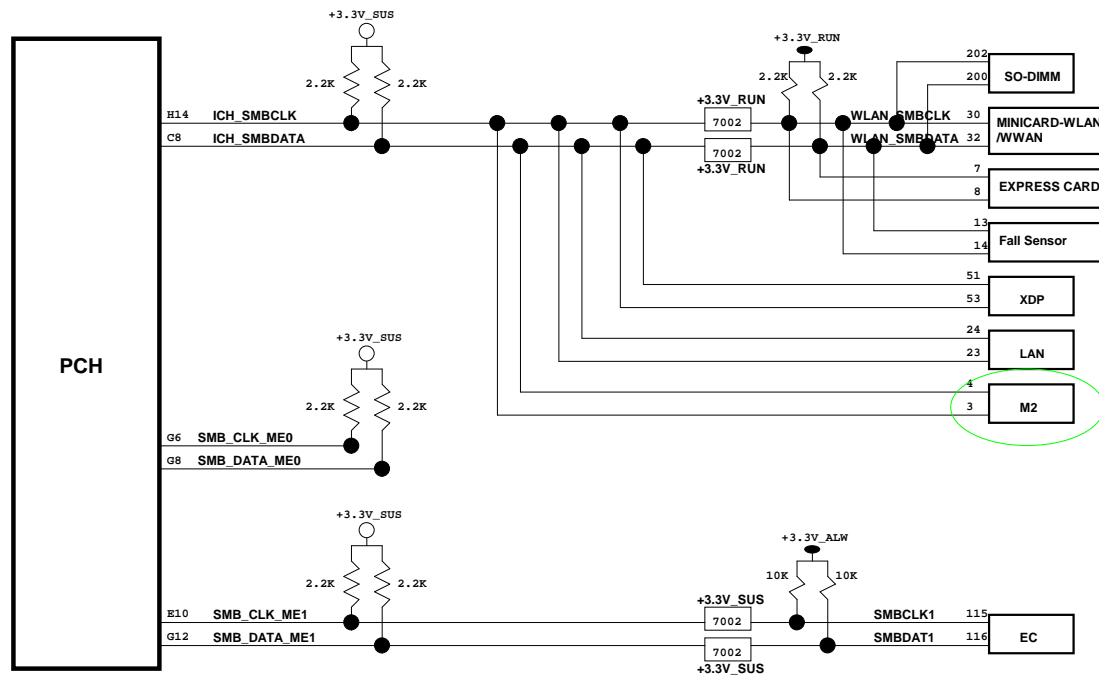 +3.3V_SUS
+3.3V_RUN
2.2K 2.2K
2.2K 2.2K
202
200
SO-DIMM
H14 ICH_SMBCLK
+3.3V_RUN
7002
WLAN_SMBCLK
30
MINICARD-WLAN
/WWAN
C8 ICH_SMBDATA
7002
+3.3V_RUN
WLAN_SMBDATA
32
7
8
EXPRESS CARD
13
14
Fall Sensor
51
53
XDP
24
23
LAN
4
3
M2
PCH
+3.3V_SUS
2.2K 2.2K
G6 SMB_CLK_ME0
G8 SMB_DATA_ME0
+3.3V_SUS
+3.3V_ALW
2.2K 2.2K
10K 10K
E10 SMB_CLK_ME1
+3.3V_SUS
7002
SMBCLK1
115
G12 SMB_DATA_ME1
7002
+3.3V_SUS
SMBDAT1
116
EC